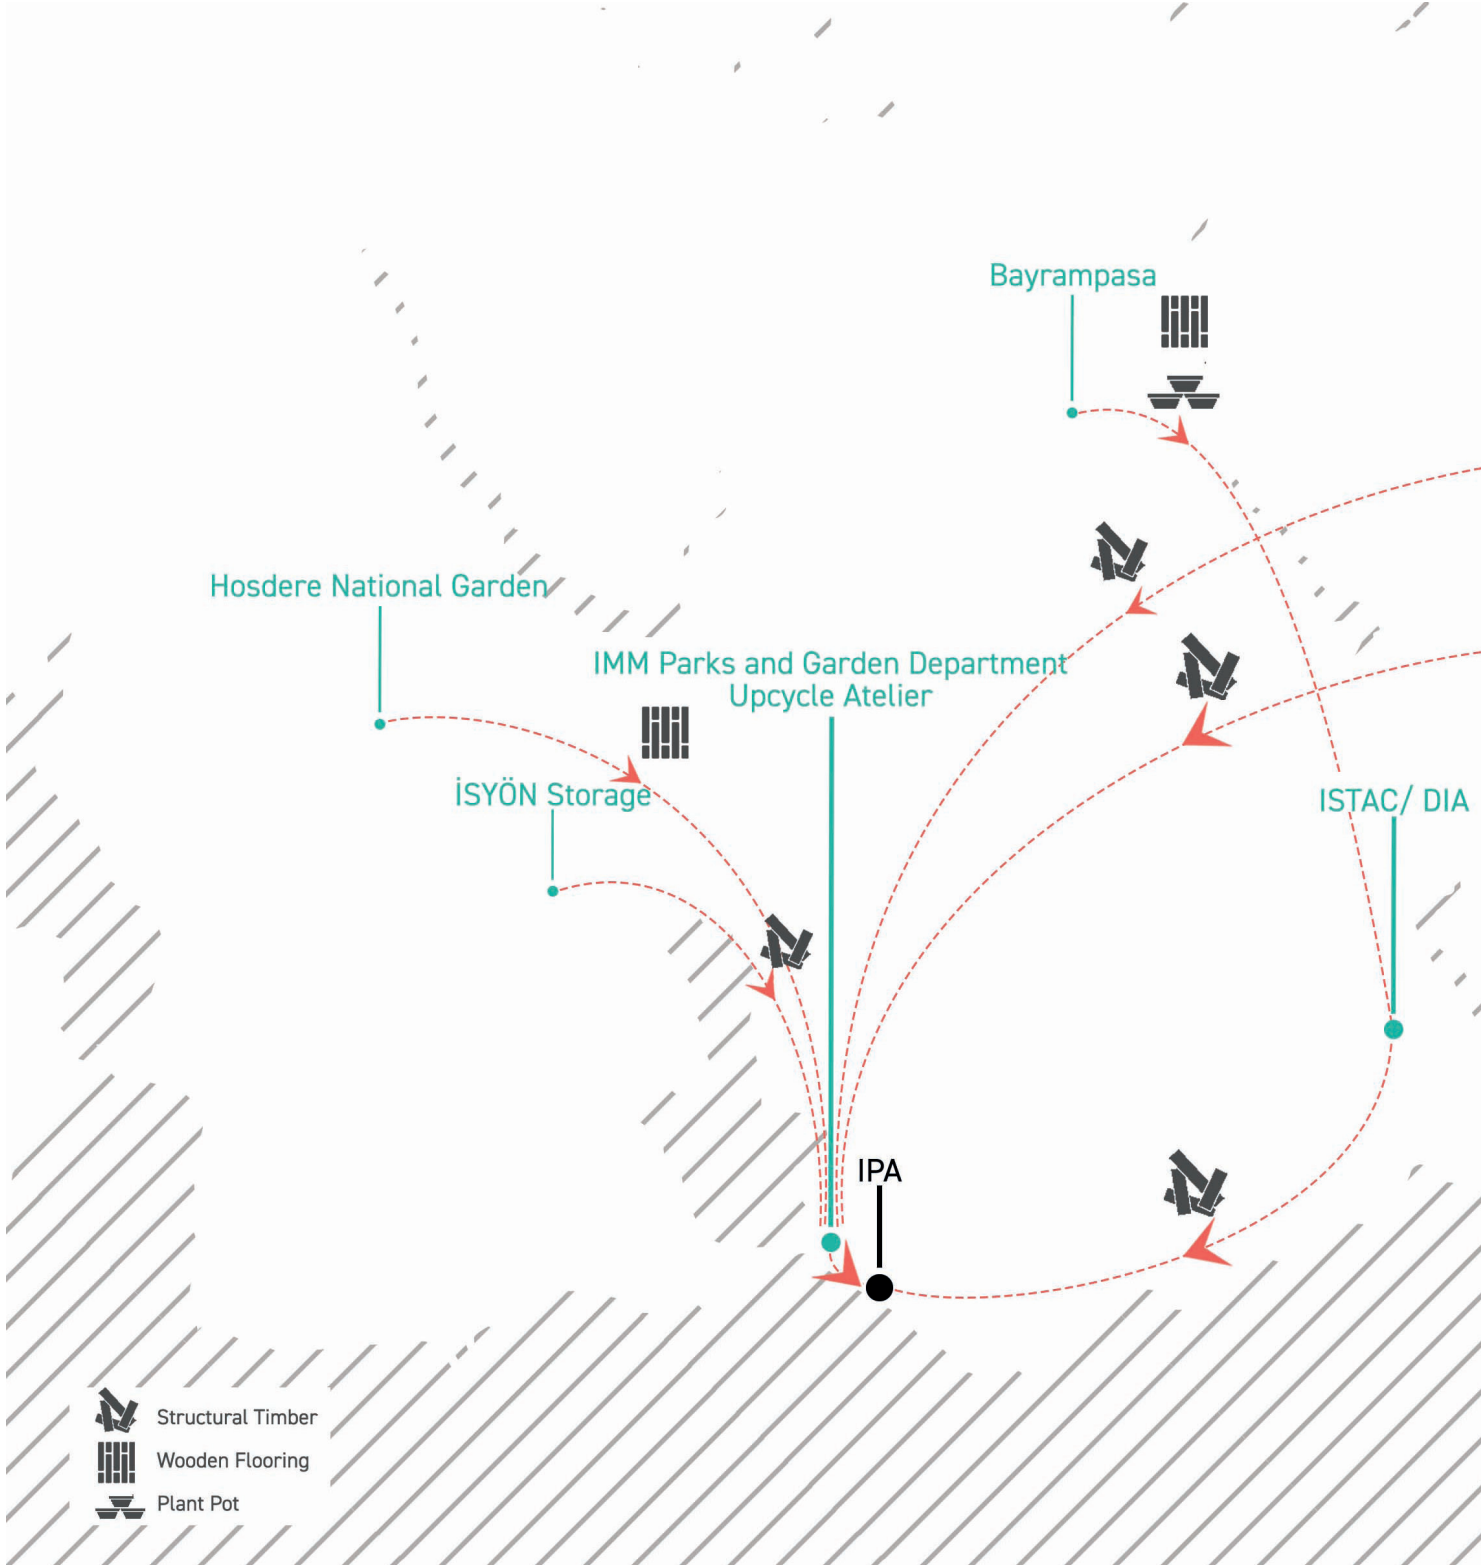 Bayrampasa
Hosdere National Garden
IMM Parks and Garden Department
Upcycle Atelier
İSYÖN Storage
ISTAC/ DIA
IPA
Structural Timber
Wooden Flooring
Plant Pot